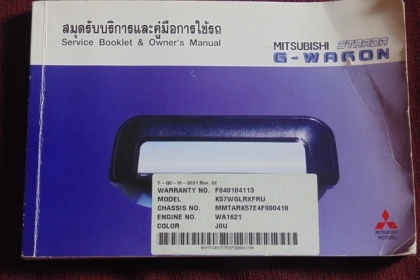 สมุดรับบริการและคู่มือการใช้รถ
Service Booklet & Owner's Manual
MITSUBISHI STRADA
G-WAGON
WARRANTY NO. F040104113
MODEL K57WGLRXFRU
CHASSIS NO. MMTARK57E4F000418
ENGINE NO. WA1621
COLOR J0U
MITSUBISHI
MOTORS